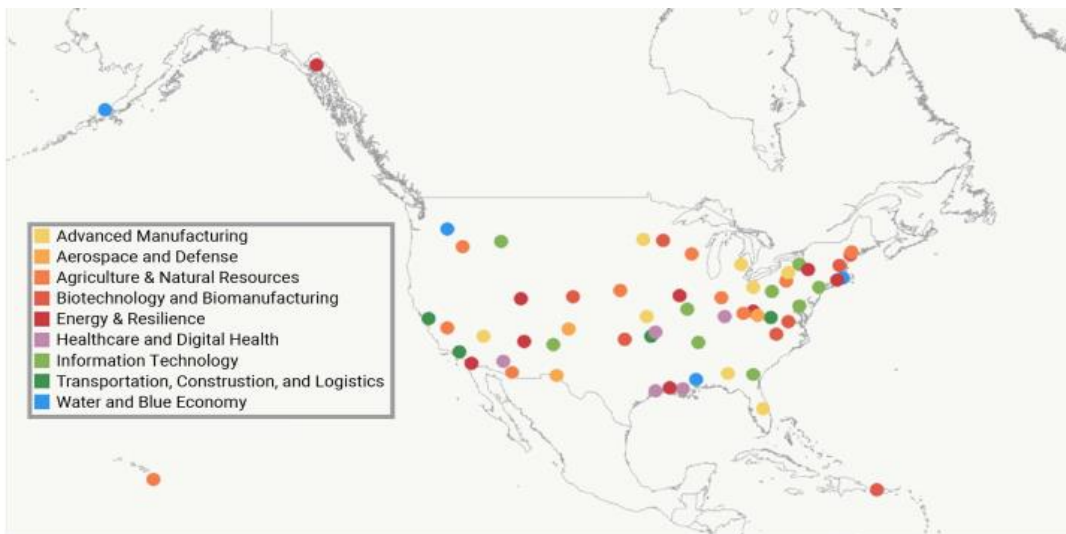 Advanced Manufacturing
Aerospace and Defense
Agriculture & Natural Resources
Biotechnology and Biomanufacturing
Energy & Resilience
Healthcare and Digital Health
Information Technology
Transportation, Construstion, and Logistics
Water and Blue Economy